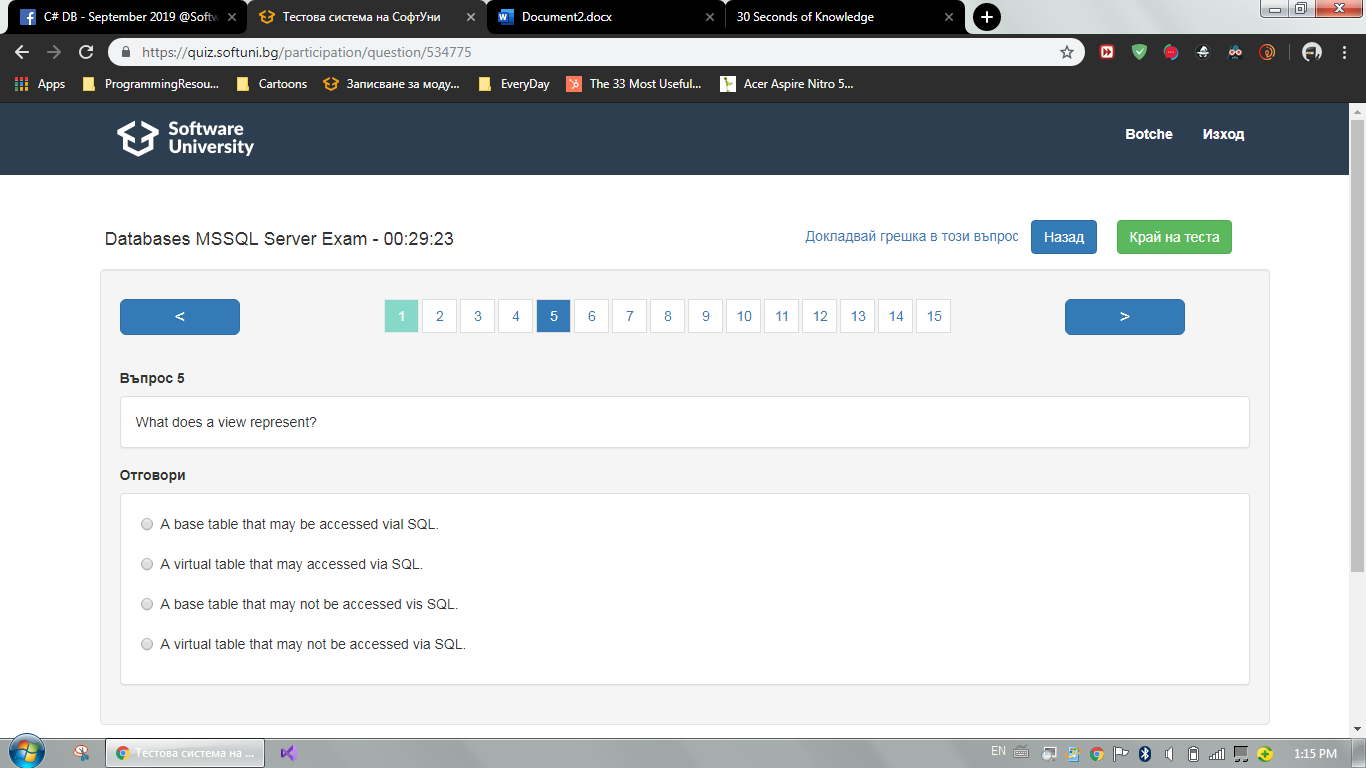 C# DB - September 2019 @Softw
Тестова система на СофтУни
Document2.docx
30 Seconds of Knowledge
https://quiz.softuni.bg/participation/question/534775
Apps
ProgrammingResou...
Cartoons
Записване за моду...
EveryDay
The 33 Most Useful...
Acer Aspire Nitro 5...
Software
University
Botche
Изход
Databases MSSQL Server Exam - 00:29:23
Докладвай грешка в този въпрос
Назад
Край на теста
<
1 2 3 4 5 6 7 8 9 10 11 12 13 14 15
>
Въпрос 5
What does a view represent?
Отговори
A base table that may be accessed vial SQL.
A virtual table that may accessed via SQL.
A base table that may not be accessed vis SQL.
A virtual table that may not be accessed via SQL.
Тестова система на ...
EN
1:15 PM